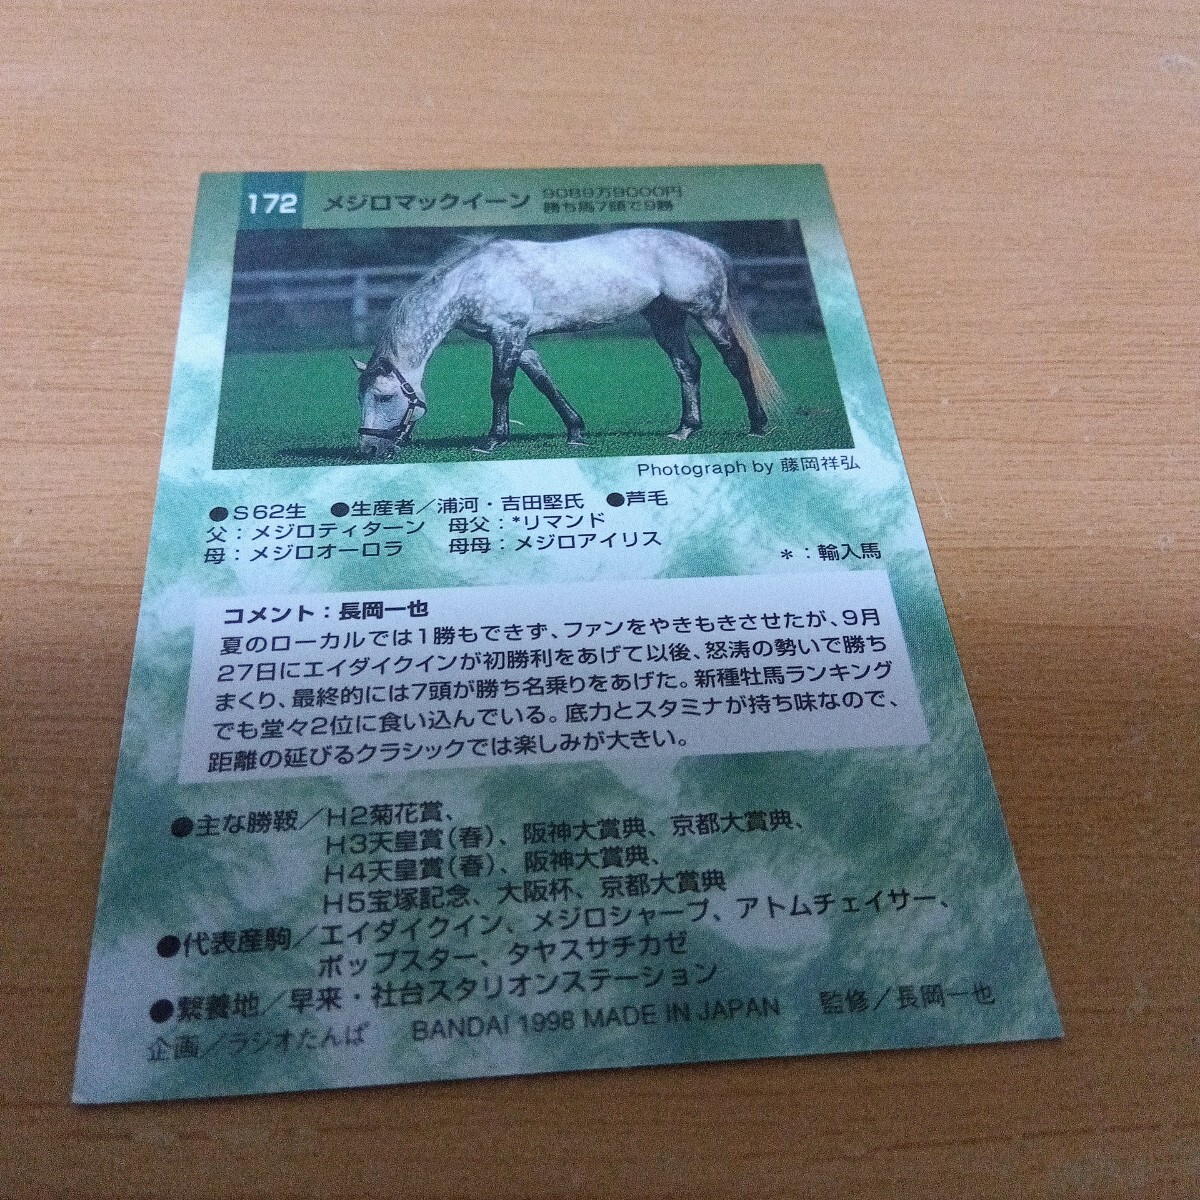 172 メジロマックイーン 9089万9000円
勝ち馬7頭で9勝
Photograph by 藤岡祥弘
●S62生 ●生産者／浦河・吉田堅氏 ●芦毛
父：メジロティターン 母父：*リマンド
母：メジロオーロラ 母母：メジロアイリス
＊：輸入馬
コメント：長岡一也
夏のローカルでは1勝もできず、ファンをやきもきさせたが、9月
27日にエイダイクインが初勝利をあげて以後、怒涛の勢いで勝ち
まくり、最終的には7頭が勝ち名乗りをあげた。新種牡馬ランキング
でも堂々2位に食い込んでいる。底力とスタミナが持ち味なので、
距離の延びるクラシックでは楽しみが大きい。
●主な勝鞍／H2菊花賞、
H3天皇賞（春）、阪神大賞典、京都大賞典、
H4天皇賞（春）、阪神大賞典、
H5宝塚記念、大阪杯、京都大賞典
●代表産駒／エイダイクイン、メジロシャープ、アトムチェイサー、
ポップスター、タヤスサチカゼ
●繋養地／早来・社台スタリオンステーション
企画／ラジオたんぱ BANDAI 1998 MADE IN JAPAN 監修／長岡一也